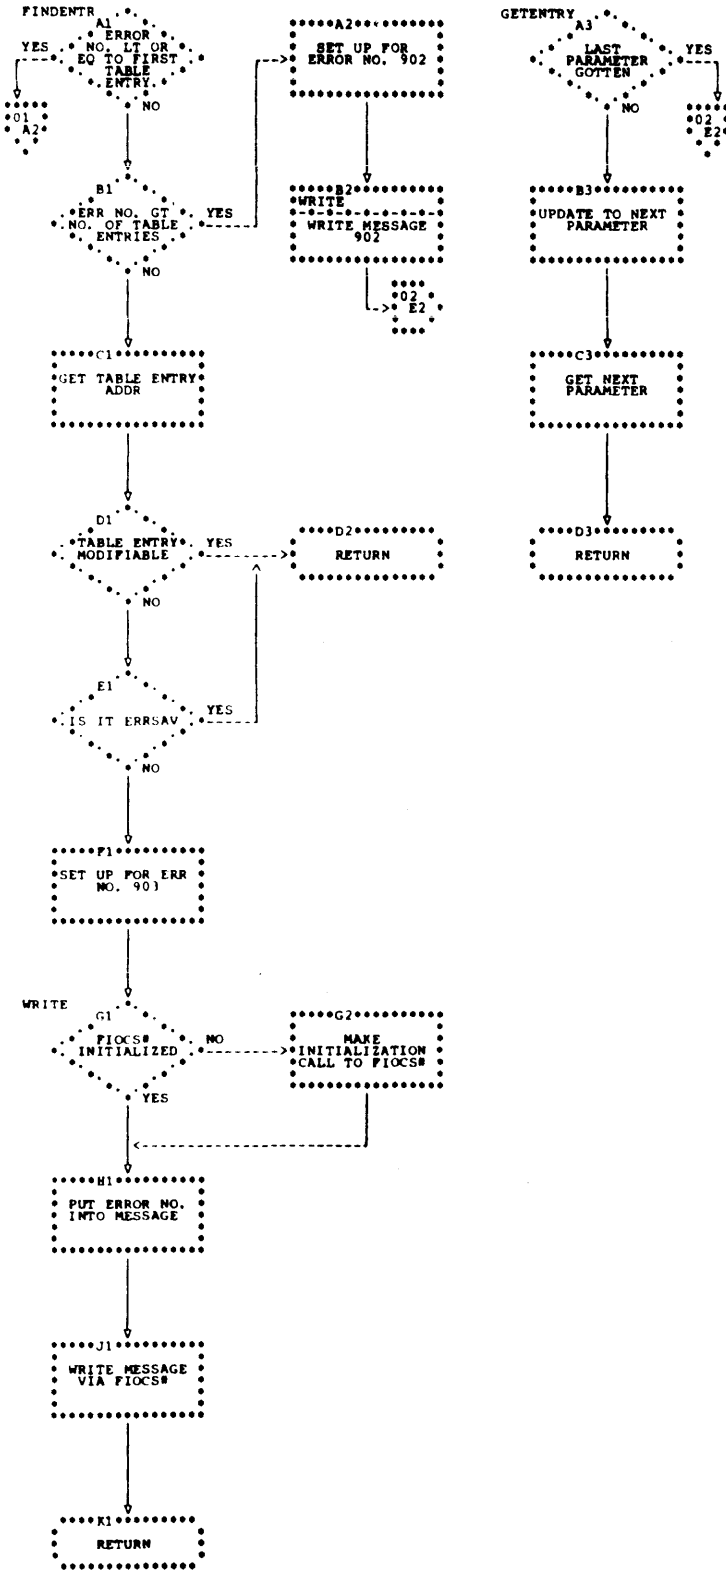 FINDENTR
A1
ERROR
NO. LT OR
EQ TO FIRST
TABLE
ENTRY
YES
NO
01
A2
B1
ERR NO. GT
NO. OF TABLE
ENTRIES
YES
NO
C1
GET TABLE ENTRY
ADDR
D1
TABLE ENTRY
MODIFIABLE
YES
NO
E1
IS IT ERRSAV
YES
NO
F1
SET UP FOR ERR
NO. 903
WRITE
G1
FIOCS#
INITIALIZED
NO
YES
H1
PUT ERROR NO.
INTO MESSAGE
J1
WRITE MESSAGE
VIA FIOCS#
K1
RETURN
A2
SET UP FOR
ERROR NO. 902
B2
WRITE
WRITE MESSAGE
902
02
E2
D2
RETURN
G2
MAKE
INITIALIZATION
CALL TO FIOCS#
GETENTRY
A3
LAST
PARAMETER
GOTTEN
YES
NO
02
E2
B3
UPDATE TO NEXT
PARAMETER
C3
GET NEXT
PARAMETER
D3
RETURN